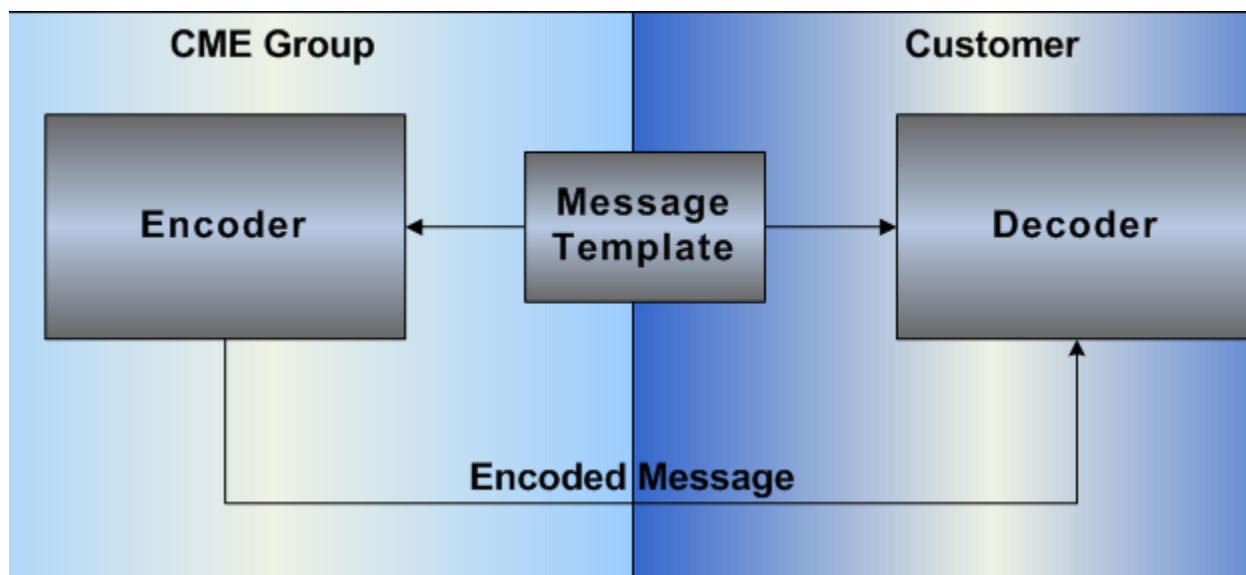 CME Group
Customer
Encoder
Message
Template
Decoder
Encoded Message